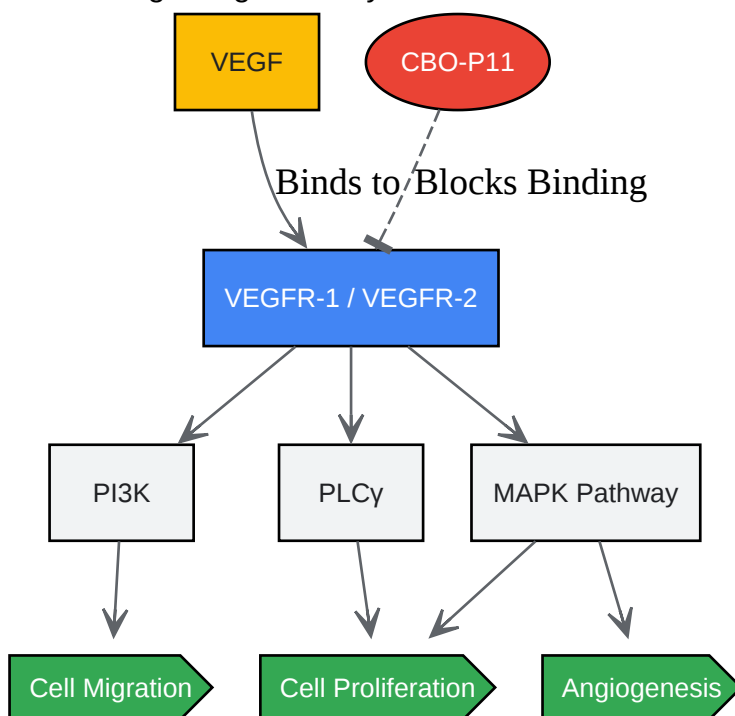 VEGF
CBO-P11
Binds to
Blocks Binding
VEGFR-1 / VEGFR-2
PI3K
PLCγ
MAPK Pathway
Cell Migration
Cell Proliferation
Angiogenesis